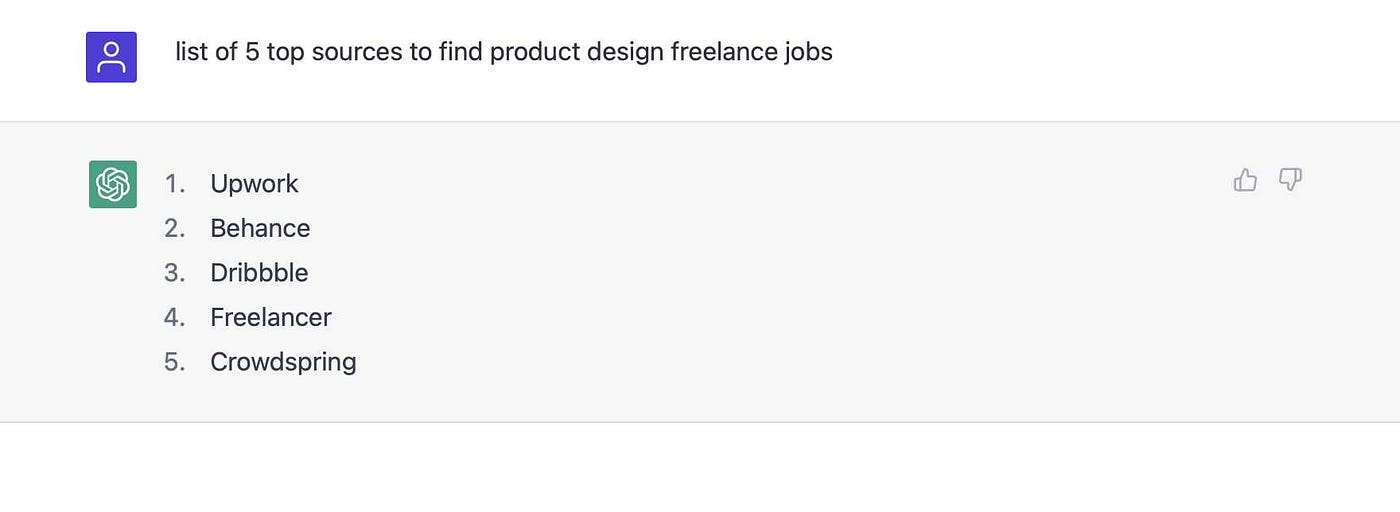 list of 5 top sources to find product design freelance jobs
1. Upwork
2. Behance
3. Dribbble
4. Freelancer
5. Crowdspring